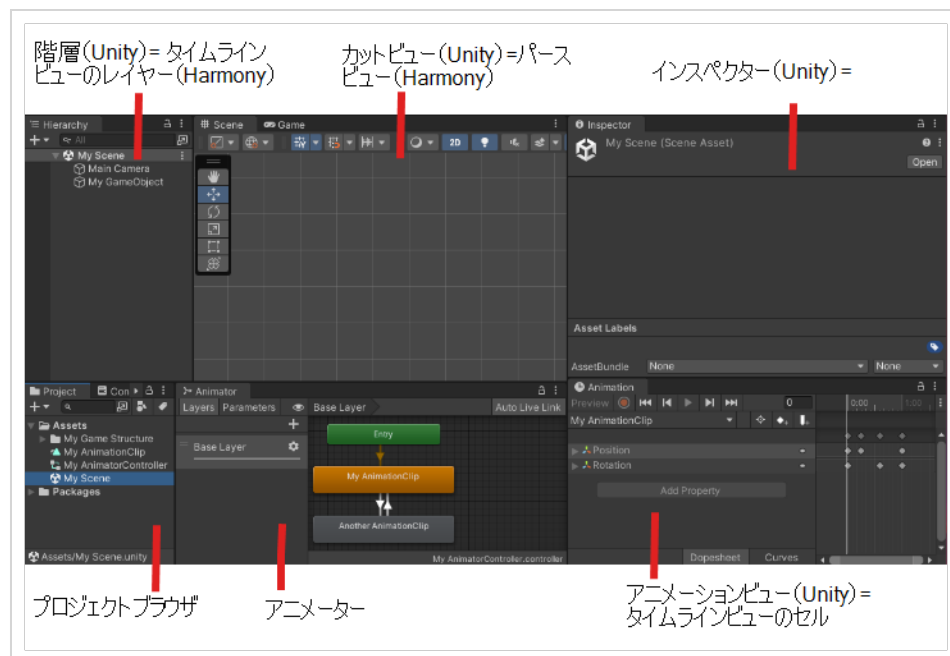 階層(Unity)= タイムライン
ビューのレイヤー(Harmony)
カットビュー(Unity)=パース
ビュー(Harmony)
インスペクター(Unity)=
Hierarchy
All
My Scene
Main Camera
My GameObject
Scene Game
2D
Inspector
My Scene (Scene Asset)
Open
Asset Labels
AssetBundle None None
Project Con
Assets
My Game Structure
My AnimationClip
My AnimatorController
My Scene
Packages
Assets/My Scene.unity
Animator
Layers Parameters Base Layer Auto Live Link
Base Layer
Entry
My AnimationClip
Another AnimationClip
My AnimatorController.controller
Animation
Preview 0 0:00 1:00
My AnimationClip
Position
Rotation
Add Property
Dopesheet Curves
プロジェクトブラウザ
アニメーター
アニメーションビュー(Unity)=
タイムラインビューのセル